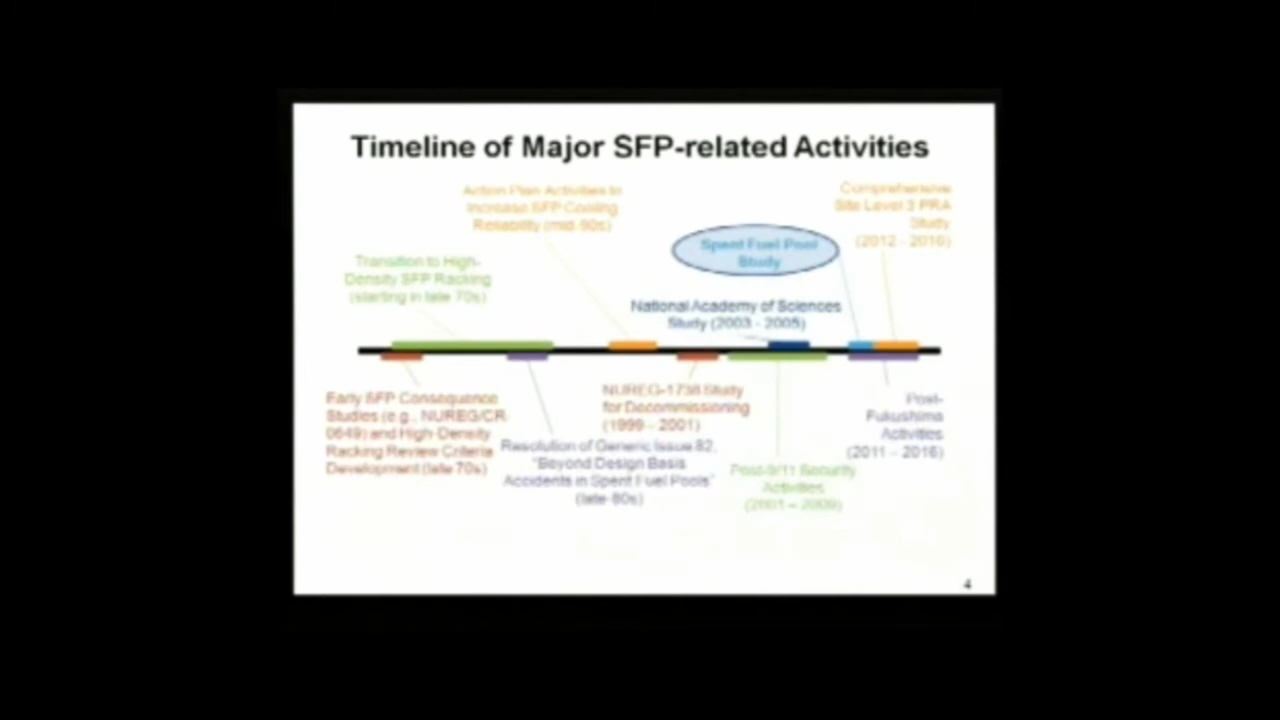 Timeline of Major SFP-related Activities
Action Plan Activities to
Increase SFP Cooling
Reliability (mid-90s)
Comprehensive
Site Level 3 PRA
Study
(2012 - 2016)
Spent Fuel Pool
Study
Transition to High-
Density SFP Racking
(starting in late 70s)
National Academy of Sciences
Study (2003 - 2005)
Early SFP Consequence
Studies (e.g., NUREG/CR
0649) and High-Density
Racking Review Criteria
Development (late 70s)
Resolution of Generic Issue 82,
"Beyond Design Basis
Accidents in Spent Fuel Pools"
(late-80s)
NUREG-1738 Study
for Decommissioning
(1999 - 2001)
Post-9/11 Security
Activities
(2001 – 2009)
Post-
Fukushima
Activities
(2011 – 2016)
4